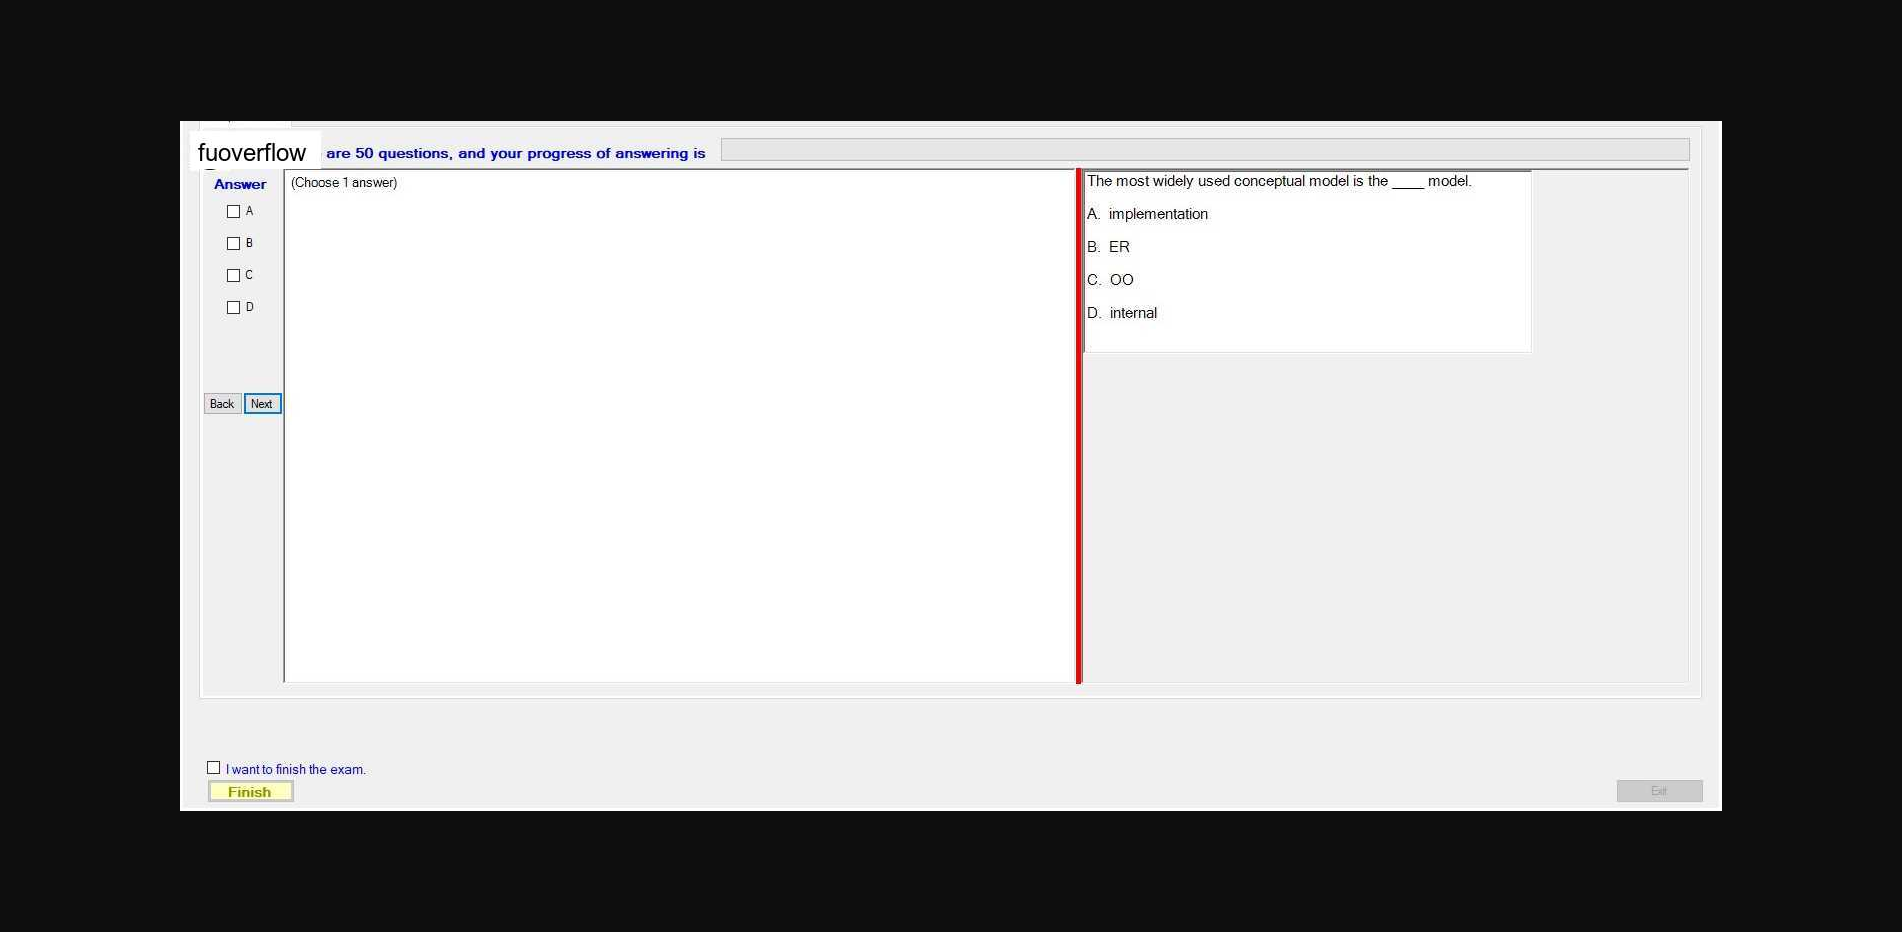 fuoverflow are 50 questions, and your progress of answering is
Answer
(Choose 1 answer)
A
B
C
D
Back Next
The most widely used conceptual model is the ____ model.
A. implementation
B. ER
C. OO
D. internal
I want to finish the exam.
Finish
Exit